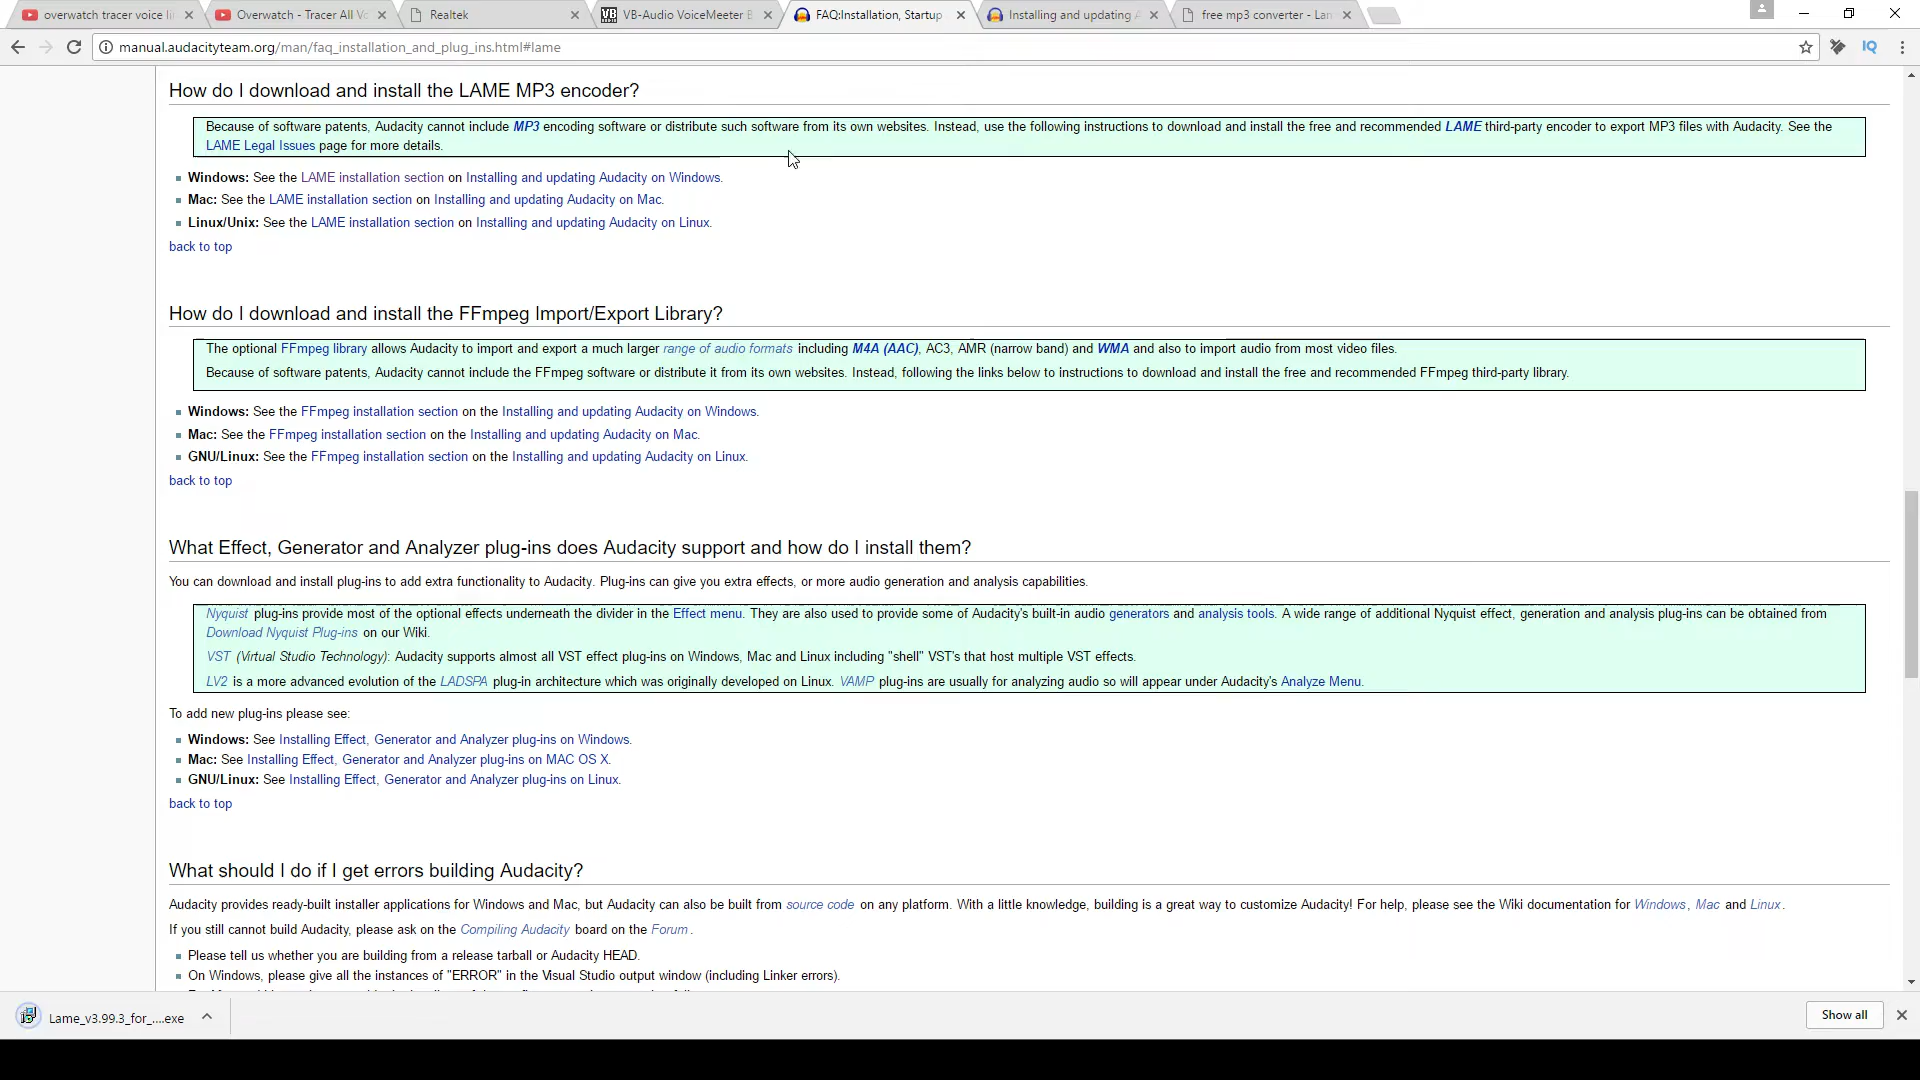 overwatch tracer voice li
Overwatch - Tracer All Vo
Realtek
VB-Audio VoiceMeeter B
FAQ:Installation, Startup
Installing and updating A
free mp3 converter - Lam
manual.audacityteam.org/man/faq_installation_and_plug_ins.html#lame
IQ
How do I download and install the LAME MP3 encoder?
Because of software patents, Audacity cannot include MP3 encoding software or distribute such software from its own websites. Instead, use the following instructions to download and install the free and recommended LAME third-party encoder to export MP3 files with Audacity. See the
LAME Legal Issues page for more details.
Windows: See the LAME installation section on Installing and updating Audacity on Windows.
Mac: See the LAME installation section on Installing and updating Audacity on Mac.
Linux/Unix: See the LAME installation section on Installing and updating Audacity on Linux.
back to top
How do I download and install the FFmpeg Import/Export Library?
The optional FFmpeg library allows Audacity to import and export a much larger range of audio formats including M4A (AAC), AC3, AMR (narrow band) and WMA and also to import audio from most video files.
Because of software patents, Audacity cannot include the FFmpeg software or distribute it from its own websites. Instead, following the links below to instructions to download and install the free and recommended FFmpeg third-party library.
Windows: See the FFmpeg installation section on the Installing and updating Audacity on Windows.
Mac: See the FFmpeg installation section on the Installing and updating Audacity on Mac.
GNU/Linux: See the FFmpeg installation section on the Installing and updating Audacity on Linux.
back to top
What Effect, Generator and Analyzer plug-ins does Audacity support and how do I install them?
You can download and install plug-ins to add extra functionality to Audacity. Plug-ins can give you extra effects, or more audio generation and analysis capabilities.
Nyquist plug-ins provide most of the optional effects underneath the divider in the Effect menu. They are also used to provide some of Audacity's built-in audio generators and analysis tools. A wide range of additional Nyquist effect, generation and analysis plug-ins can be obtained from
Download Nyquist Plug-ins on our Wiki.
VST (Virtual Studio Technology): Audacity supports almost all VST effect plug-ins on Windows, Mac and Linux including "shell" VST's that host multiple VST effects.
LV2 is a more advanced evolution of the LADSPA plug-in architecture which was originally developed on Linux. VAMP plug-ins are usually for analyzing audio so will appear under Audacity's Analyze Menu.
To add new plug-ins please see:
Windows: See Installing Effect, Generator and Analyzer plug-ins on Windows.
Mac: See Installing Effect, Generator and Analyzer plug-ins on MAC OS X.
GNU/Linux: See Installing Effect, Generator and Analyzer plug-ins on Linux.
back to top
What should I do if I get errors building Audacity?
Audacity provides ready-built installer applications for Windows and Mac, but Audacity can also be built from source code on any platform. With a little knowledge, building is a great way to customize Audacity! For help, please see the Wiki documentation for Windows, Mac and Linux.
If you still cannot build Audacity, please ask on the Compiling Audacity board on the Forum.
Please tell us whether you are building from a release tarball or Audacity HEAD.
On Windows, please give all the instances of "ERROR" in the Visual Studio output window (including Linker errors).
Lame_v3.99.3_for_....exe
Show all